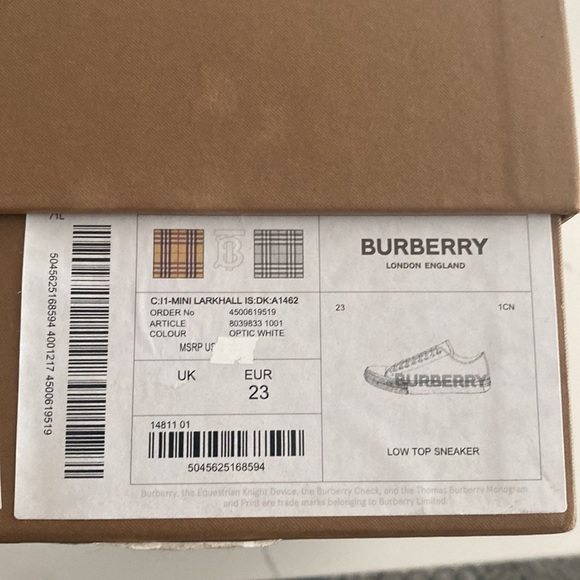 71L
5045625168594 4001217 4500619519
BURBERRY
LONDON ENGLAND
C:I1-MINI LARKHALL IS:DK:A1462
ORDER No 4500619519
ARTICLE 8039833 1001
COLOUR OPTIC WHITE
MSRP US
UK EUR
23
14811 01
5045625168594
23 1CN
BURBERRY
LOW TOP SNEAKER
Burberry, the Equestrian Knight Device, the Burberry Check, and the Thomas Burberry Monogram
and Print are trade marks belonging to Burberry Limited